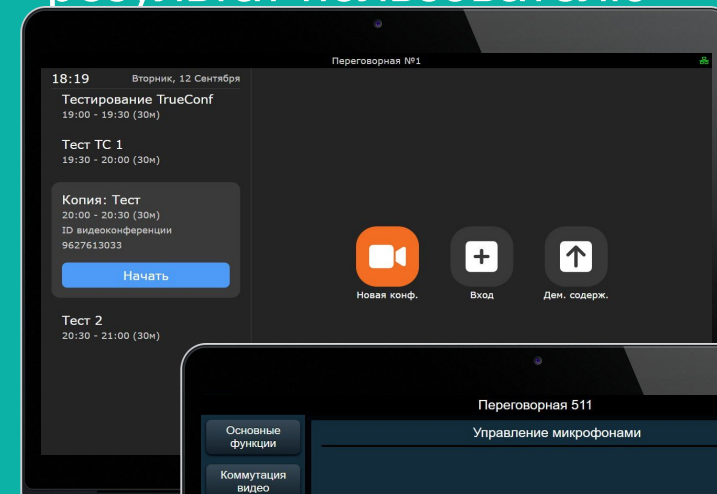 результат пользователю
Переговорная №1
18:19 Вторник, 12 Сентября
Тестирование TrueConf
19:00 - 19:30 (30м)
Тест ТС 1
19:30 - 20:00 (30м)
Копия: Тест
20:00 - 20:30 (30м)
ID видеоконференции
9627613033
Начать
Тест 2
20:30 - 21:00 (30м)
Новая конф. Вход Дем. содерж.
Переговорная 511
Основные
функции
Управление микрофонами
Коммутация
видео